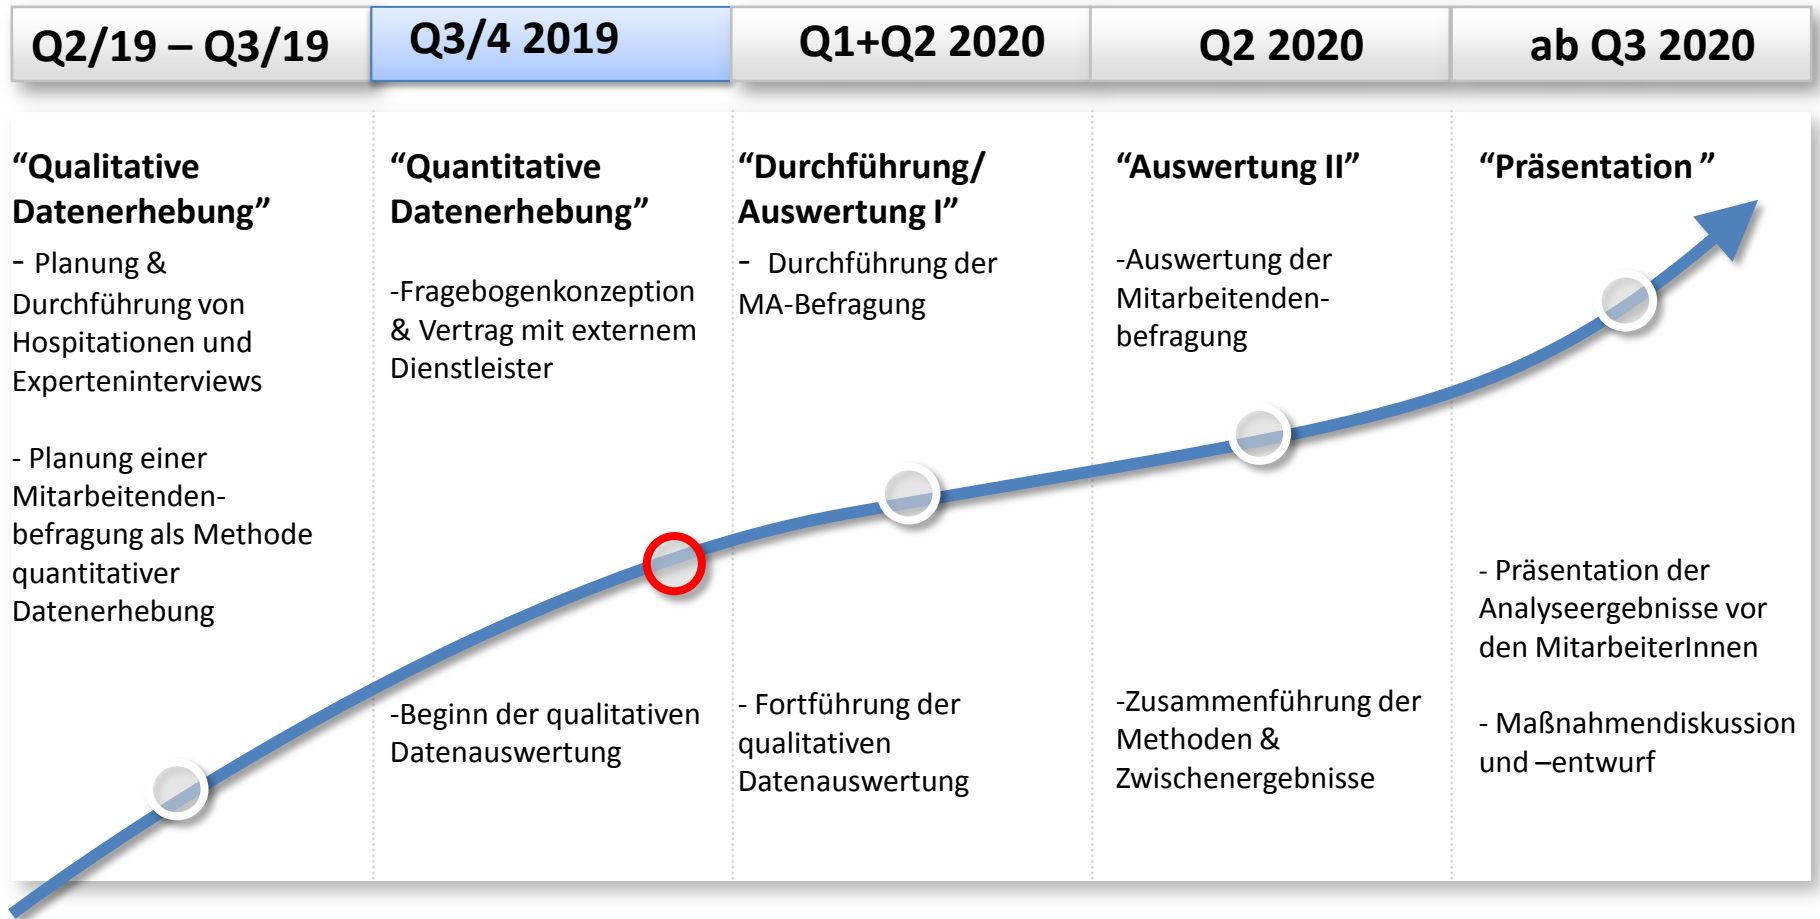 Q2/19 – Q3/19
Q3/4 2019
Q1+Q2 2020
Q2 2020
ab Q3 2020
“Qualitative
Datenerhebung”
- Planung &
Durchführung von
Hospitationen und
Experteninterviews
- Planung einer
Mitarbeitenden-
befragung als Methode
quantitativer
Datenerhebung
“Quantitative
Datenerhebung”
-Fragebogenkonzeption
& Vertrag mit externem
Dienstleister
-Beginn der qualitativen
Datenauswertung
“Durchführung/
Auswertung I”
- Durchführung der
MA-Befragung
- Fortführung der
qualitativen
Datenauswertung
“Auswertung II”
-Auswertung der
Mitarbeitenden-
befragung
-Zusammenführung der
Methoden &
Zwischenergebnisse
“Präsentation ”
- Präsentation der
Analyseergebnisse vor
den MitarbeiterInnen
- Maßnahmendiskussion
und –entwurf